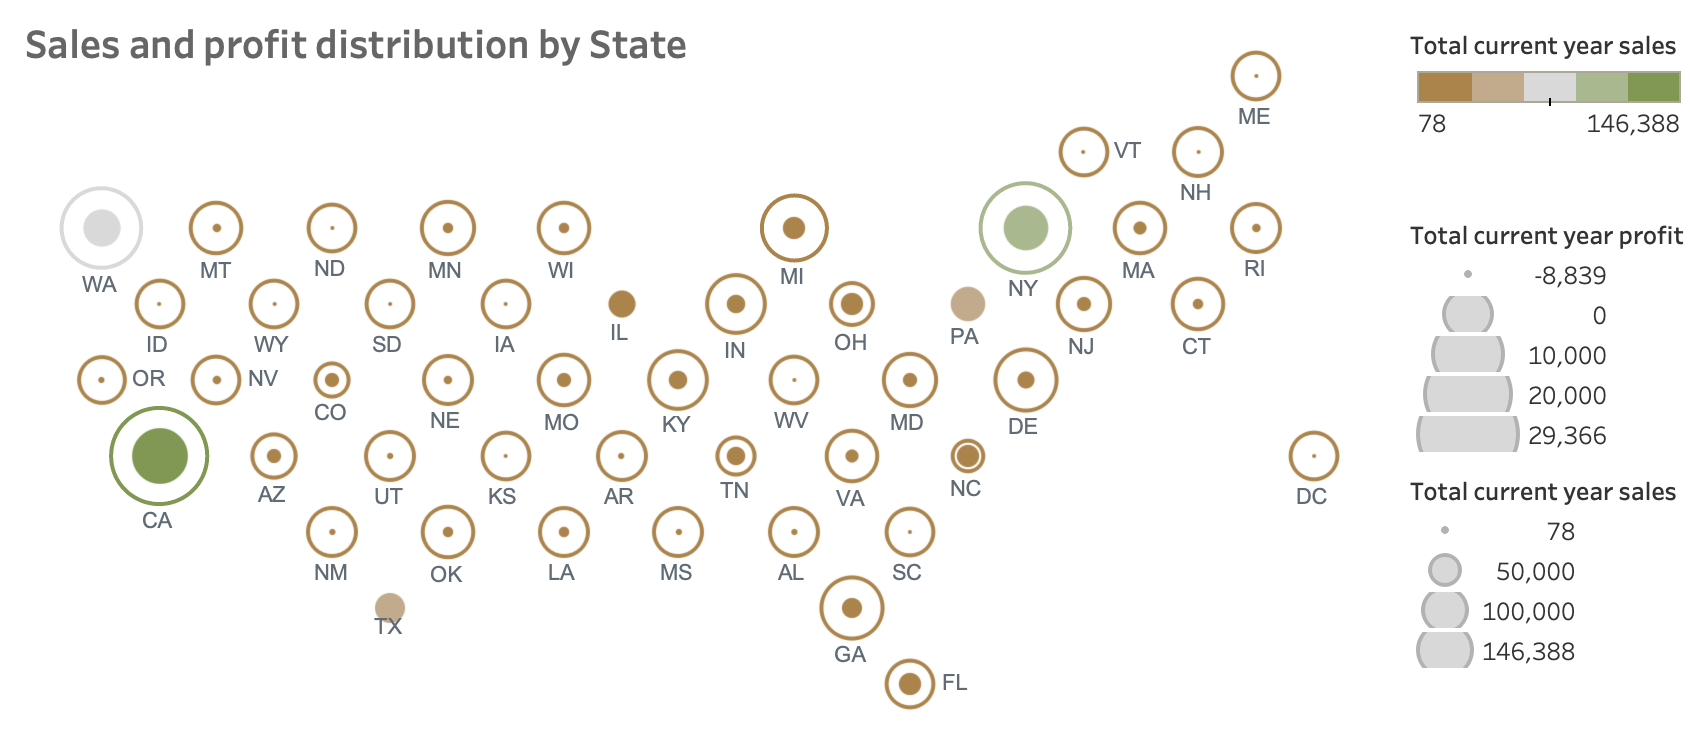 Sales and profit distribution by State
ME
VT
NH
WA
MT
ND
MN
WI
MI
NY
MA
RI
ID
WY
SD
IA
IL
IN
OH
PA
NJ
CT
OR
NV
CO
NE
MO
KY
WV
MD
DE
CA
AZ
UT
KS
AR
TN
VA
NC
DC
NM
OK
LA
MS
AL
SC
TX
GA
FL
Total current year sales
78 146,388
Total current year profit
-8,839
0
10,000
20,000
29,366
Total current year sales
78
50,000
100,000
146,388